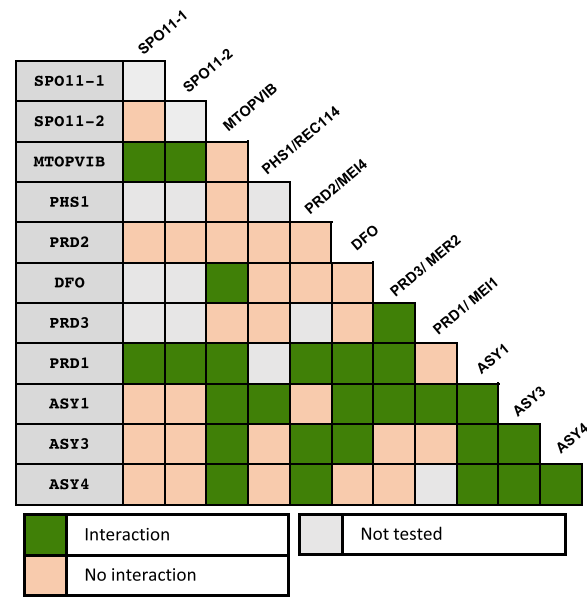 SPO11-1
SPO11-2
MTOPVIB
PHS1/REC114
PRD2/MEI4
DFO
PRD3/ MER2
PRD1/ MEI1
ASY1
ASY3
ASY4
SPO11-1
SPO11-2
MTOPVIB
PHS1
PRD2
DFO
PRD3
PRD1
ASY1
ASY3
ASY4
Interaction
Not tested
No interaction